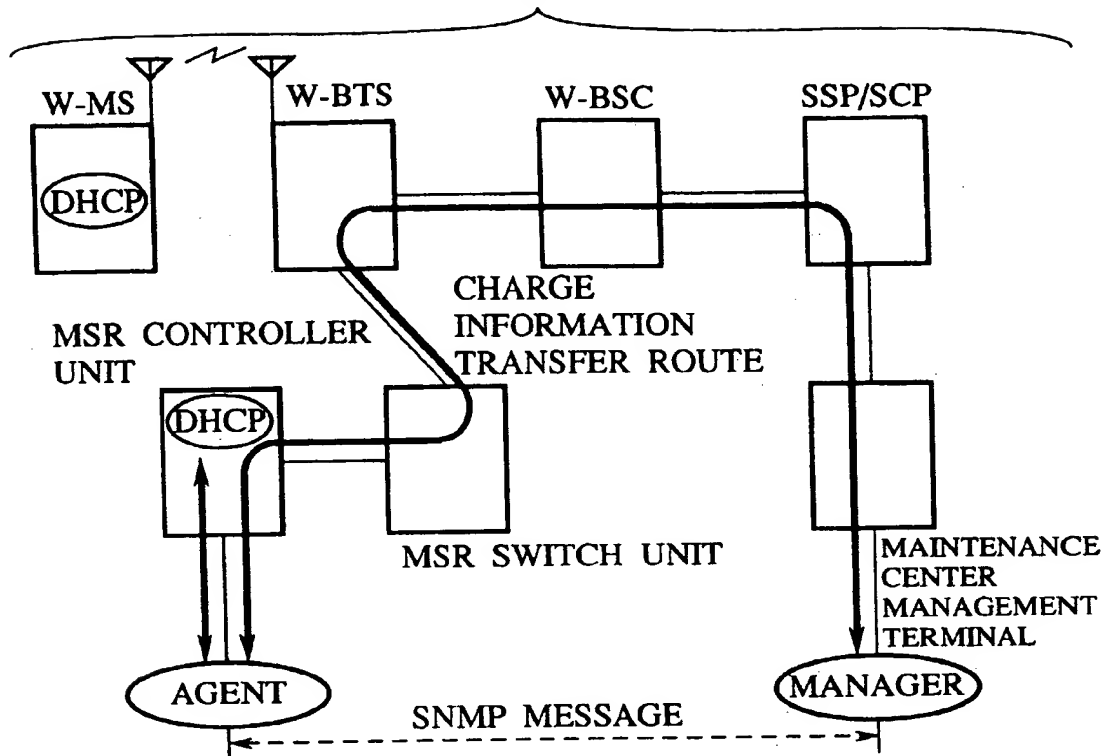 W-MS
W-BTS
W-BSC
SSP/SCP
DHCP
CHARGE
INFORMATION
TRANSFER ROUTE
MSR CONTROLLER
UNIT
DHCP
MSR SWITCH UNIT
MAINTENANCE
CENTER
MANAGEMENT
TERMINAL
AGENT
MANAGER
SNMP MESSAGE